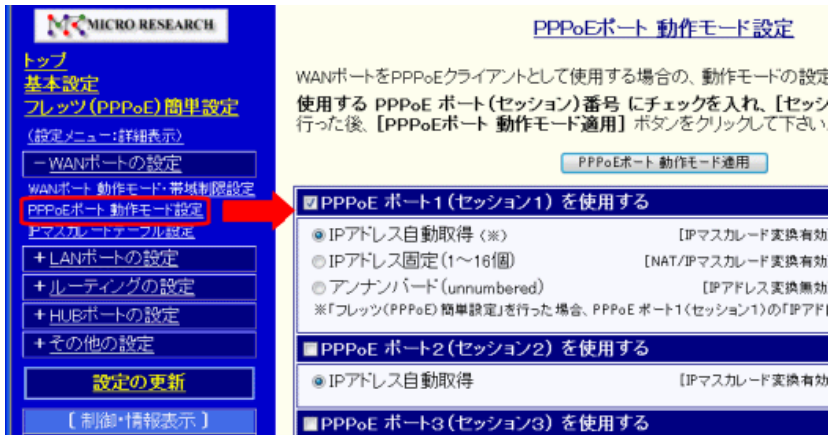 MICRO RESEARCH
トップ
基本設定
フレッツ(PPPoE)簡単設定
(設定メニュー:詳細表示)
－WANポートの設定
WANポート 動作モード・帯域制限設定
PPPoEポート 動作モード設定
IPマスカレードテーブル設定
+LANポートの設定
+ルーティングの設定
+HUBポートの設定
+その他の設定
設定の更新
[制御・情報表示]
PPPoEポート 動作モード設定
WANポートをPPPoEクライアントとして使用する場合の、動作モードの設定
使用する PPPoE ポート(セッション)番号 にチェックを入れ、[セッシ
行った後、[PPPoEポート 動作モード適用] ボタンをクリックして下さい
PPPoEポート 動作モード適用
PPPoE ポート1(セッション1) を使用する
IPアドレス自動取得 (※) [IPマスカレード変換有効
IPアドレス固定(1～16個) [NAT/IPマスカレード変換有効
アンナンバード(unnumbered) [IPアドレス変換無効
※「フレッツ(PPPoE)簡単設定」を行った場合、PPPoE ポート1(セッション1)の「IPアド
PPPoE ポート2(セッション2) を使用する
IPアドレス自動取得 [IPマスカレード変換有効
PPPoE ポート3(セッション3) を使用する